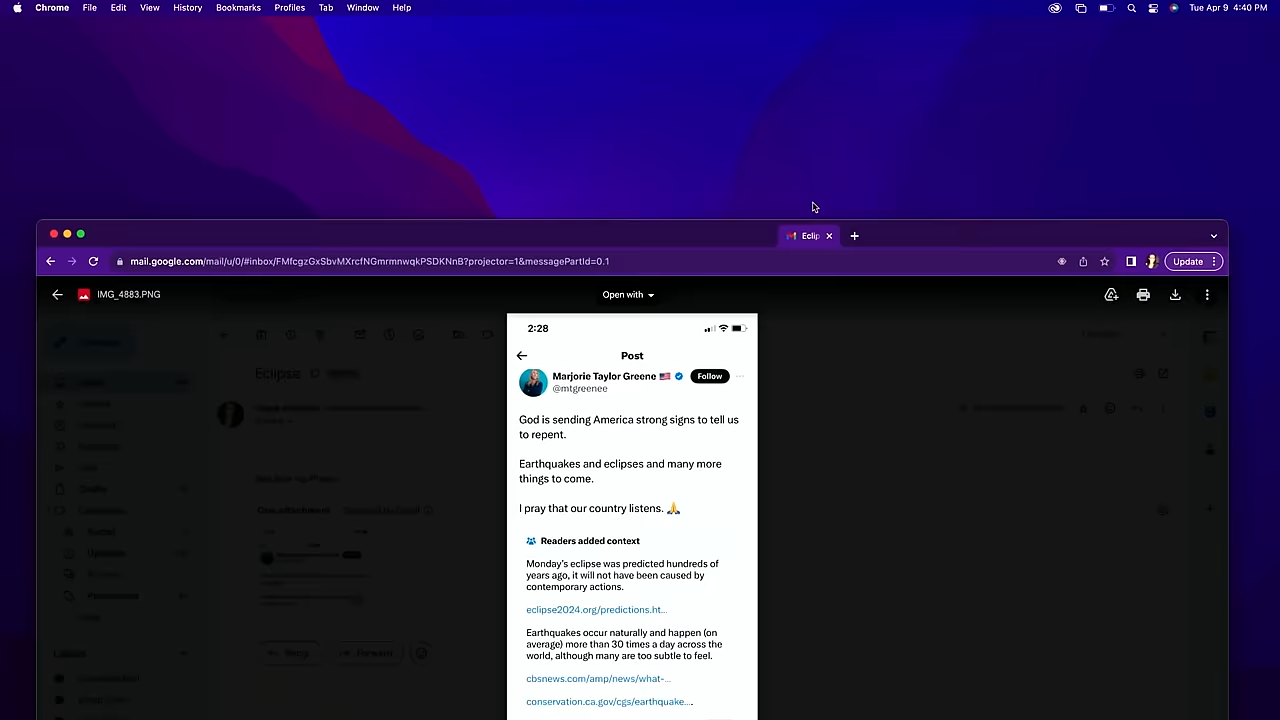 Chrome File Edit View History Bookmarks Profiles Tab Window Help Tue Apr 9 4:40 PM
Eclip
mail.google.com/mail/u/0/#inbox/FMfcgzGxSbvMXrcfNGmrmnwqkPSDKNnB?projector=1&messagePartId=0.1 Update
IMG_4883.PNG Open with
2:28
Post
Marjorie Taylor Greene 🇺🇸 Follow
@mtgreenee
Eclipse
God is sending America strong signs to tell us
to repent.
Earthquakes and eclipses and many more
things to come.
I pray that our country listens. 🙏
Readers added context
Monday's eclipse was predicted hundreds of
years ago, it will not have been caused by
contemporary actions.
eclipse2024.org/predictions.ht...
Earthquakes occur naturally and happen (on
average) more than 30 times a day across the
world, although many are too subtle to feel.
cbsnews.com/amp/news/what-...
conservation.ca.gov/cgs/earthquake...
Reply Forward
Labels